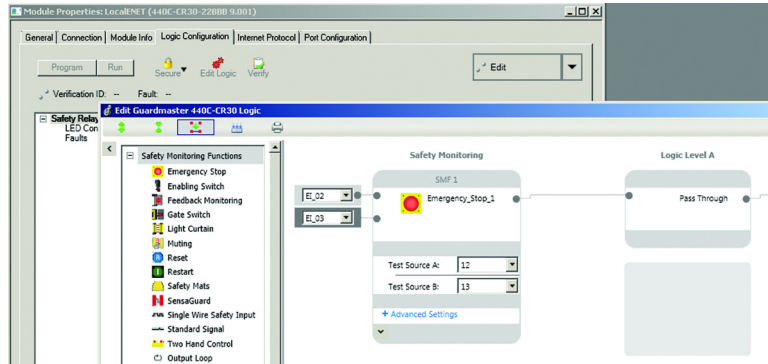 Module Properties: LocalENET (440C-CR30-22BBB 9.001)
General Connection Module Info Logic Configuration Internet Protocol Port Configuration
Program Run Secure Edit Logic Verify Edit
Verification ID: -- Fault: --
Safety Relay
LED Con
Faults
Edit Guardmaster 440C-CR30 Logic
Safety Monitoring Functions
Emergency Stop
Enabling Switch
Feedback Monitoring
Gate Switch
Light Curtain
Muting
Reset
Restart
Safety Mats
SensaGuard
Single Wire Safety Input
Standard Signal
Two Hand Control
Output Loop
Safety Monitoring
SMF 1
EI_02
EI_03
Emergency_Stop_1
Test Source A: 12
Test Source B: 13
+ Advanced Settings
Logic Level A
Pass Through